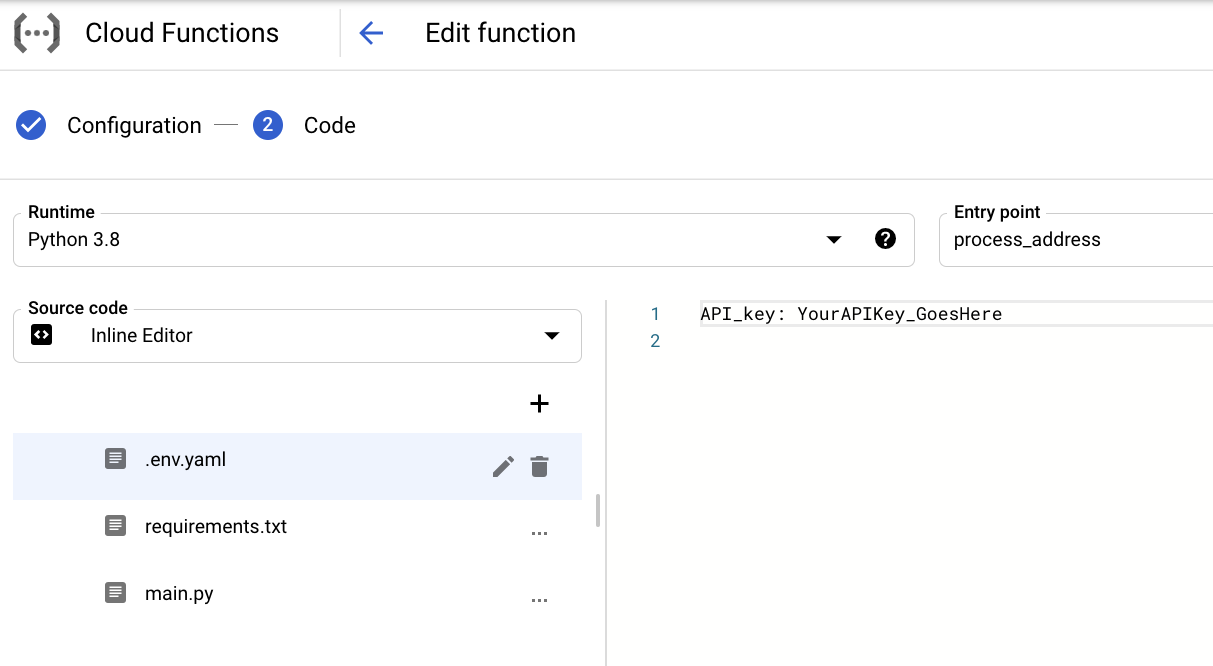 Cloud Functions
Edit function
Configuration
2
Code
Runtime
Python 3.8
Entry point
process_address
Source code
Inline Editor
1 API_key: YourAPIKey_GoesHere
2
.env.yaml
requirements.txt
main.py